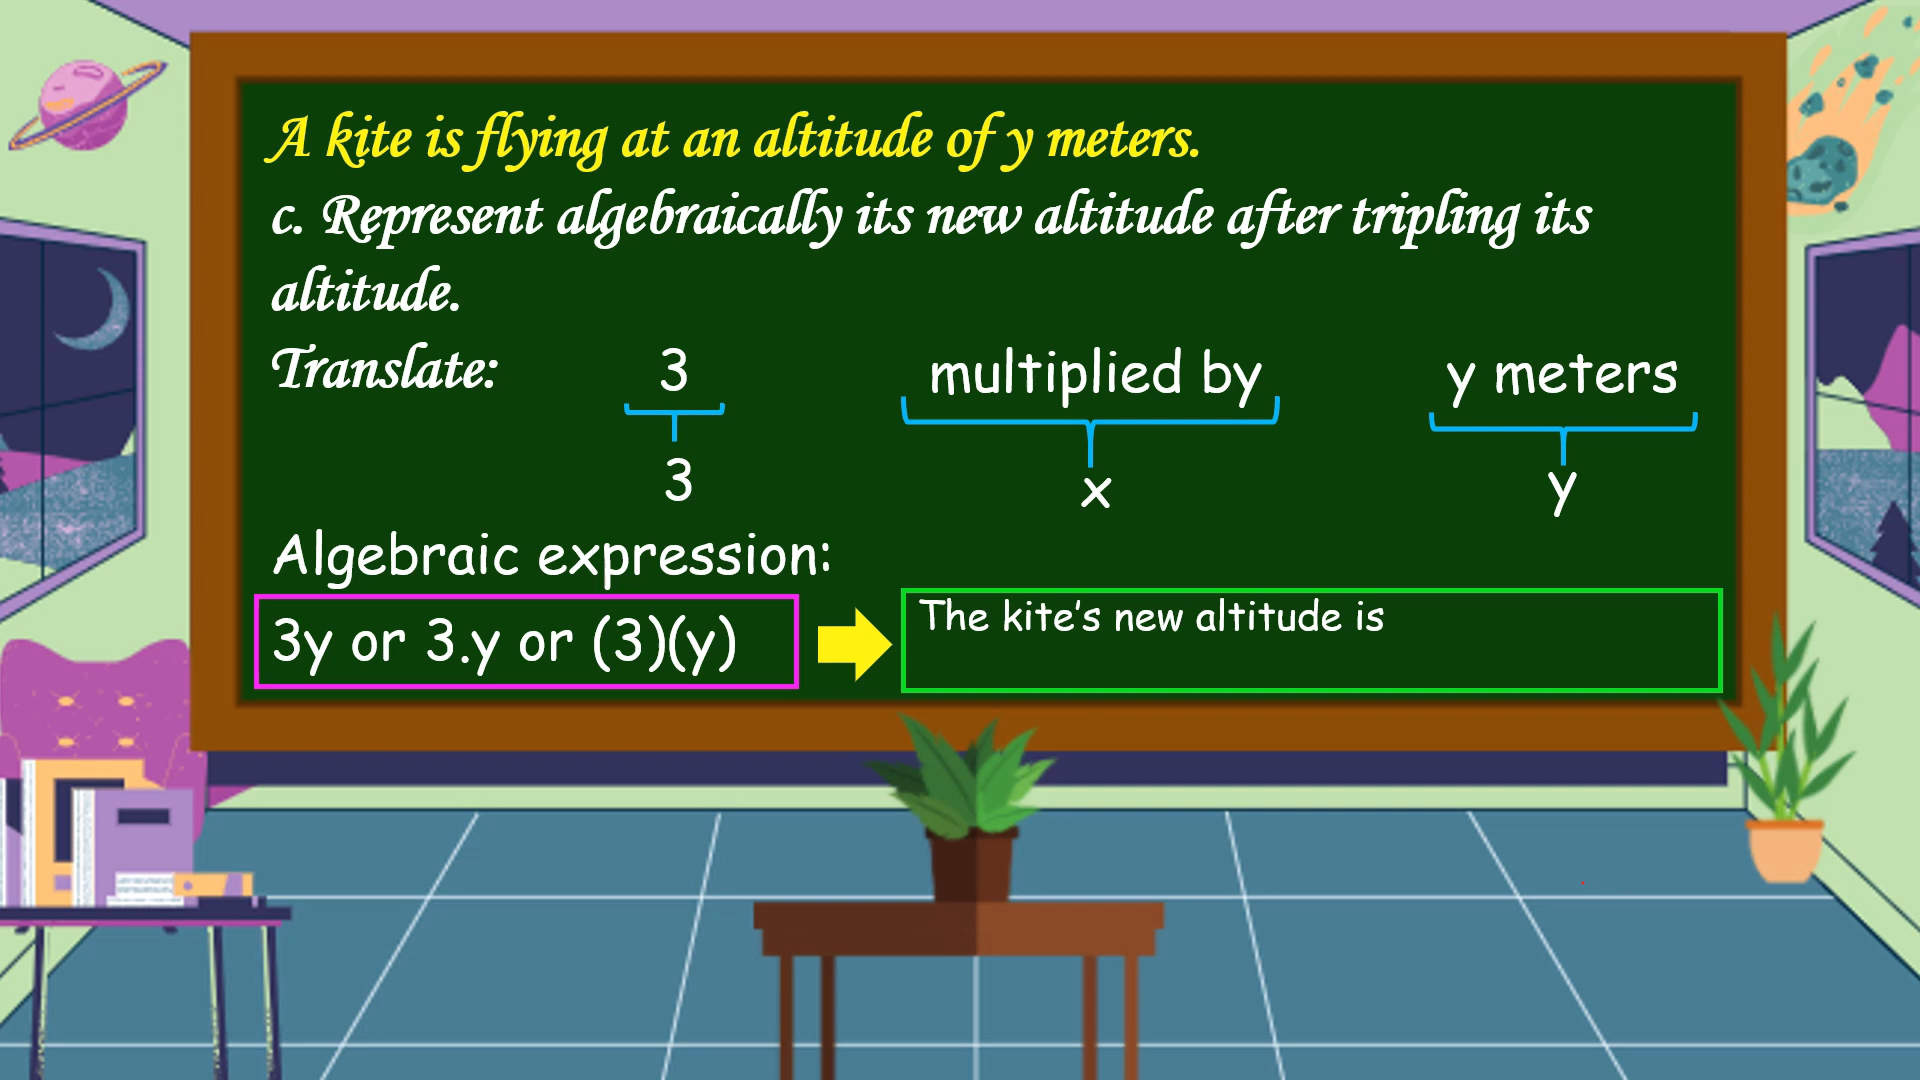 A kite is flying at an altitude of y meters.
c. Represent algebraically its new altitude after tripling its
altitude.
Translate: 3 multiplied by y meters
3 x y
Algebraic expression:
3y or 3.y or (3)(y)
The kite's new altitude is